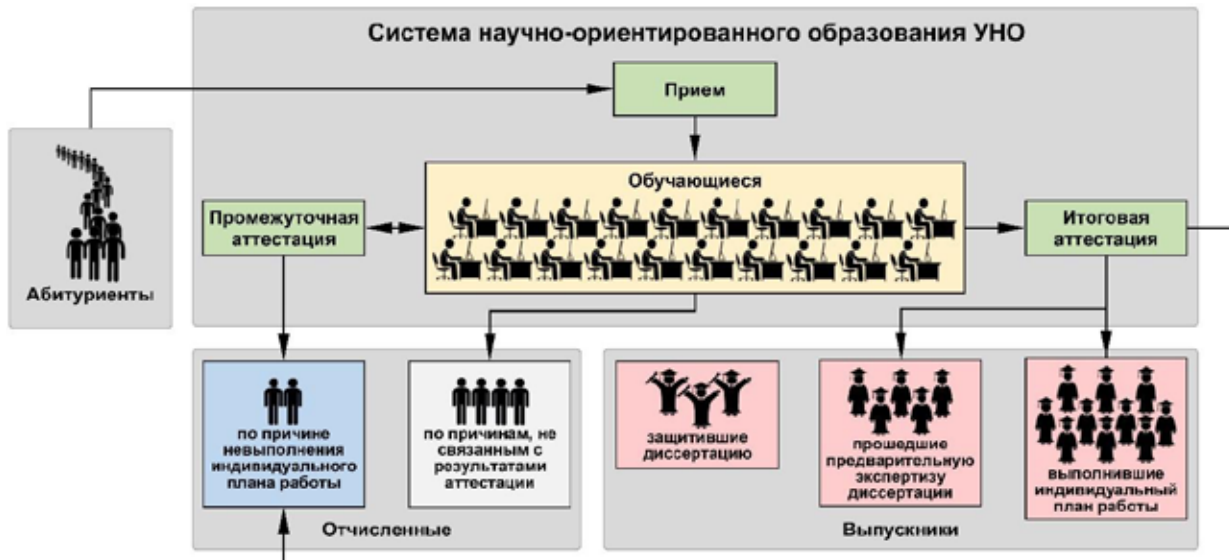 Система научно-ориентированного образования УНО
Прием
Обучающиеся
Промежуточная
аттестация
Итоговая
аттестация
Абитуриенты
по причине
невыполнения
индивидуального
плана работы
по причинам, не
связанным с
результатами
аттестации
Отчисленные
защитившие
диссертацию
прошедшие
предварительную
экспертизу
диссертации
выполнившие
индивидуальный
план работы
Выпускники